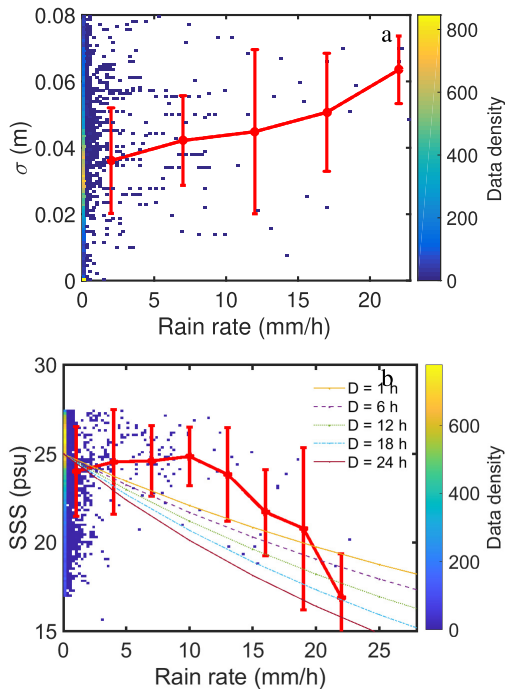 0.08
0.06
0.04
0.02
0
σ (m)
a
0 5 10 15 20
Rain rate (mm/h)
800
600
400
200
0
Data density
30
25
20
15
SSS (psu)
b
D = 1 h
D = 6 h
D = 12 h
D = 18 h
D = 24 h
0 5 10 15 20 25
Rain rate (mm/h)
600
400
200
0
Data density